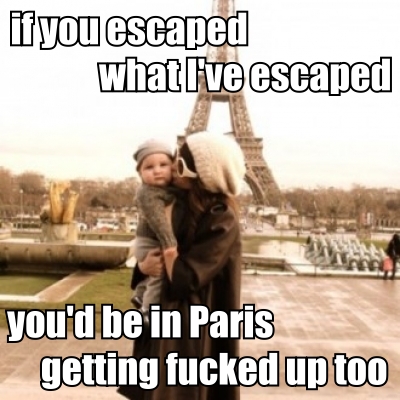 if you escaped
what I've escaped
you'd be in Paris
getting fucked up too